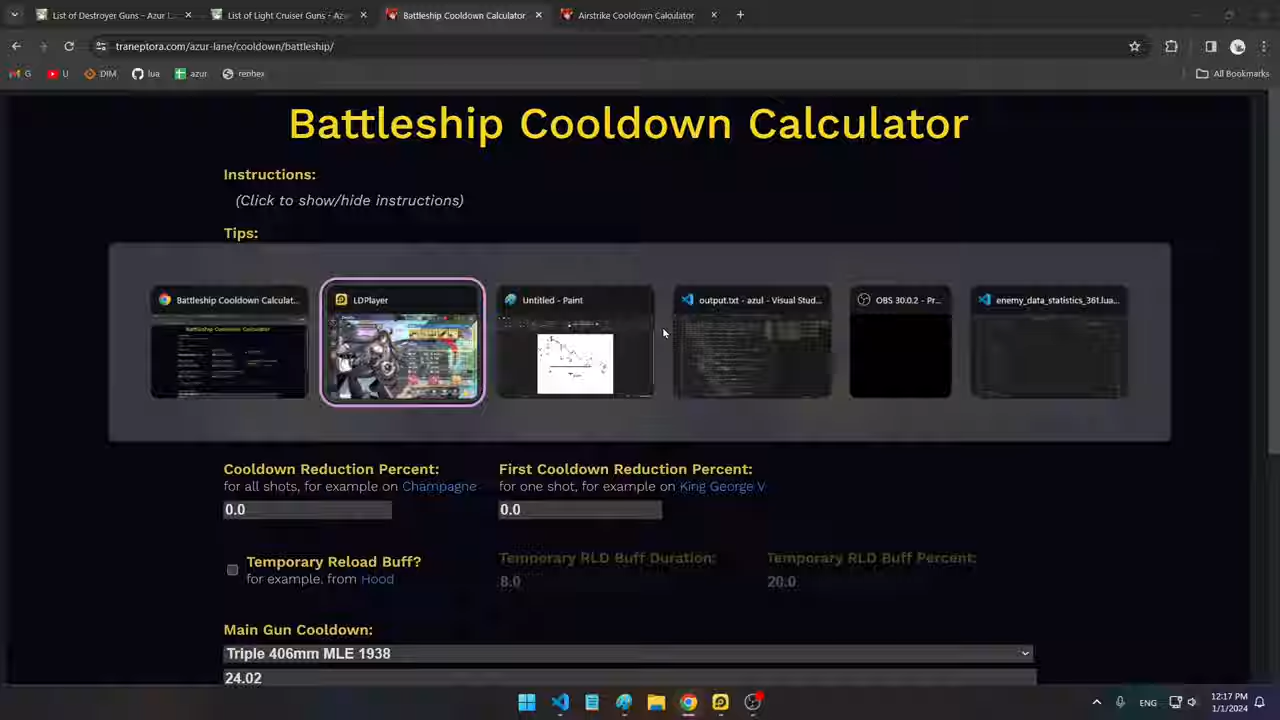 List of Destroyer Guns - Azur L
List of Light Cruiser Guns - Azu
Battleship Cooldown Calculator
Airstrike Cooldown Calculator
traneptora.com/azur-lane/cooldown/battleship/
G
U
DIM
lua
azur
renhex
All Bookmarks
Battleship Cooldown Calculator
Instructions:
(Click to show/hide instructions)
Tips:
Battleship Cooldown Calculat...
LDPlayer
Untitled - Paint
output.txt - azul - Visual Stud...
OBS 30.0.2 - Pr...
enemy_data_statistics_361.lua...
Cooldown Reduction Percent:
First Cooldown Reduction Percent:
for all shots, for example on Champagne
for one shot, for example on King George V
0.0
0.0
Temporary Reload Buff?
for example, from Hood
Temporary RLD Buff Duration:
Temporary RLD Buff Percent:
8.0
20.0
Main Gun Cooldown:
Triple 406mm MLE 1938
24.02
ENG
12:17 PM
1/1/2024